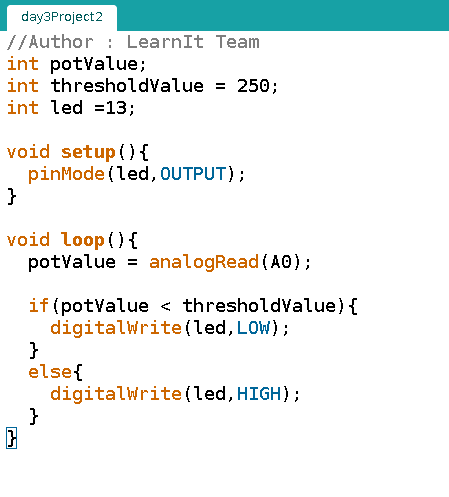 day3Project2
//Author : LearnIt Team
int potValue;
int thresholdValue = 250;
int led =13;
void setup(){
  pinMode(led,OUTPUT);
}
void loop(){
  potValue = analogRead(A0);
  if(potValue < thresholdValue){
    digitalWrite(led,LOW);
  }
  else{
    digitalWrite(led,HIGH);
  }
}